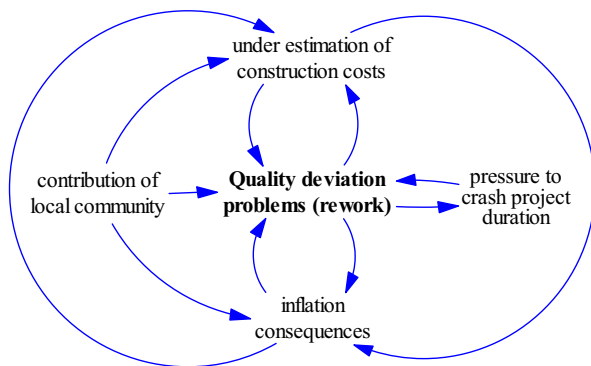 under estimation of
construction costs
contribution of
local community
Quality deviation
problems (rework)
pressure to
crash project
duration
inflation
consequences